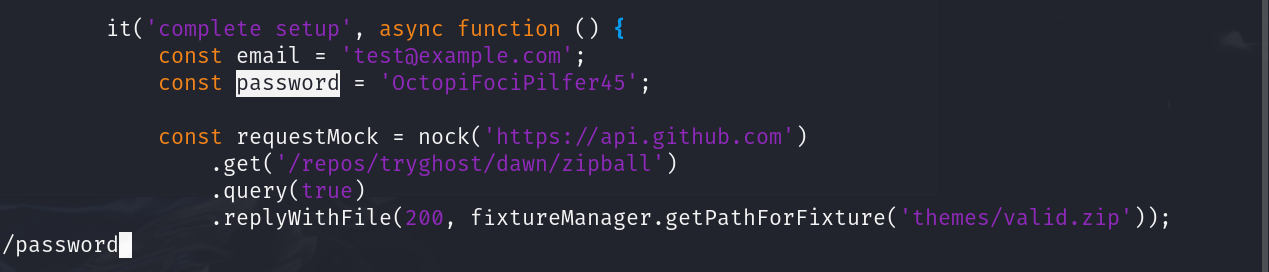 it('complete setup', async function () {
const email = 'test@example.com';
const password = 'OctopiFociPilfer45';
const requestMock = nock('https://api.github.com')
.get('/repos/tryghost/dawn/zipball')
.query(true)
.replyWithFile(200, fixtureManager.getPathForFixture('themes/valid.zip'));
/password